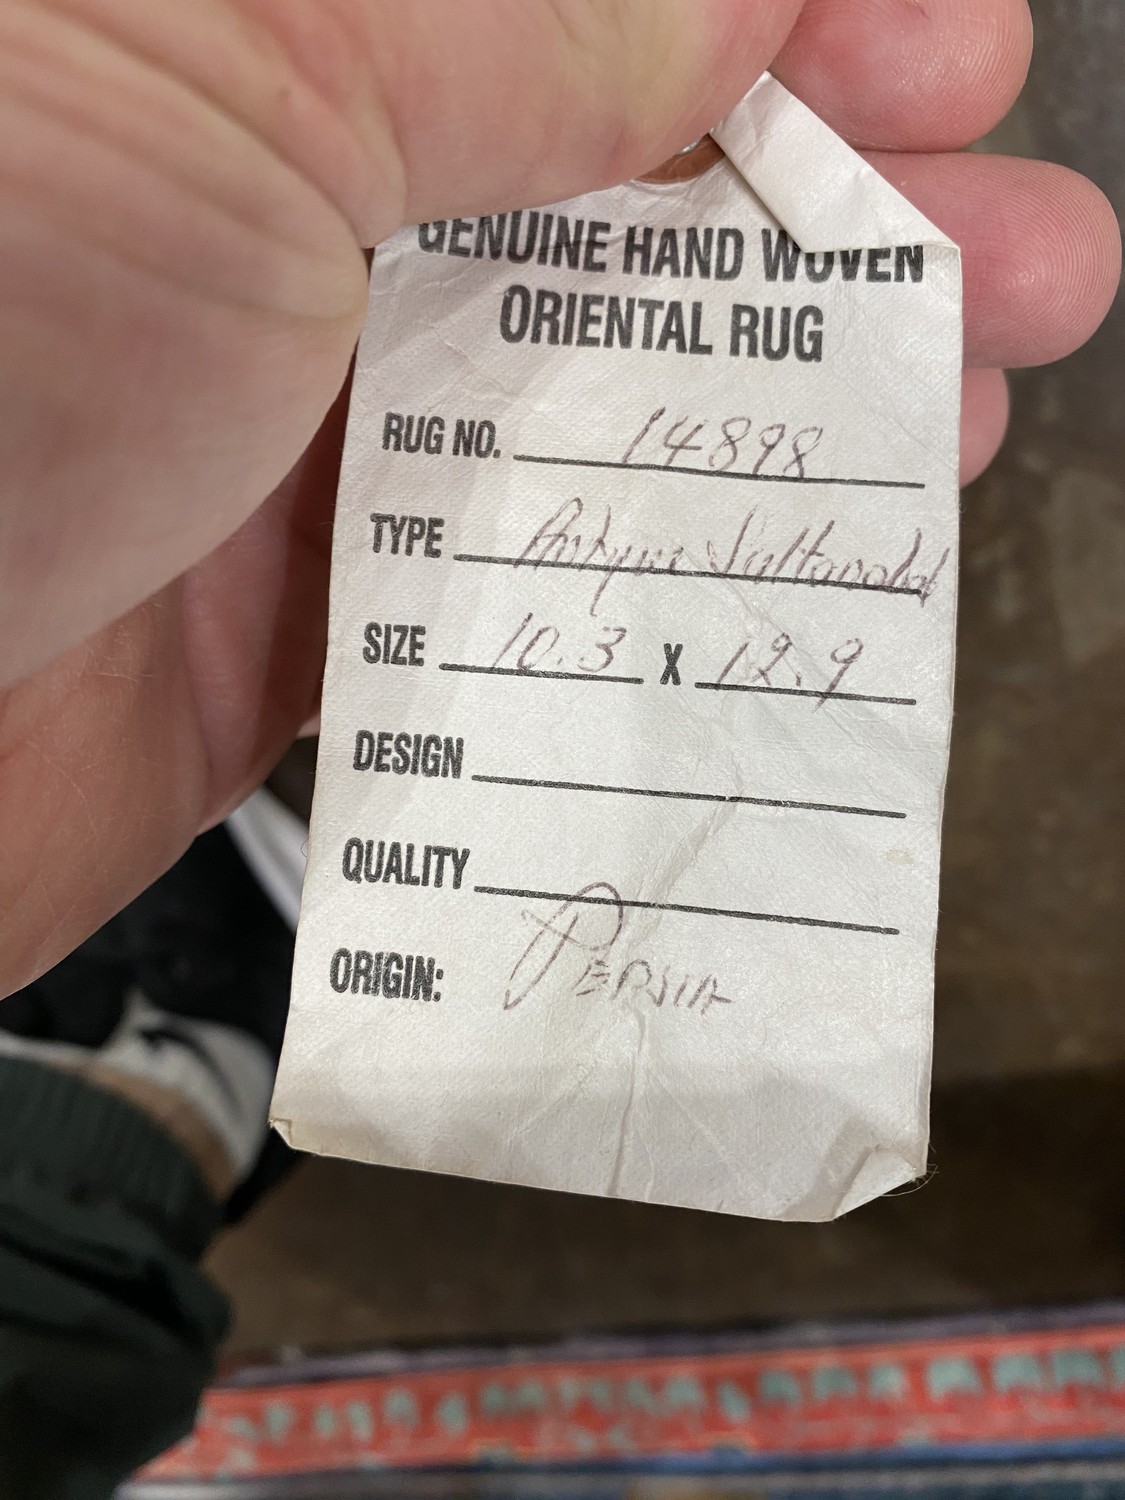 GENUINE HAND WOVEN
ORIENTAL RUG
RUG NO. 14898
TYPE Antique Sultanabad
SIZE 10.3 X 12.9
DESIGN
QUALITY
ORIGIN: PERSIA